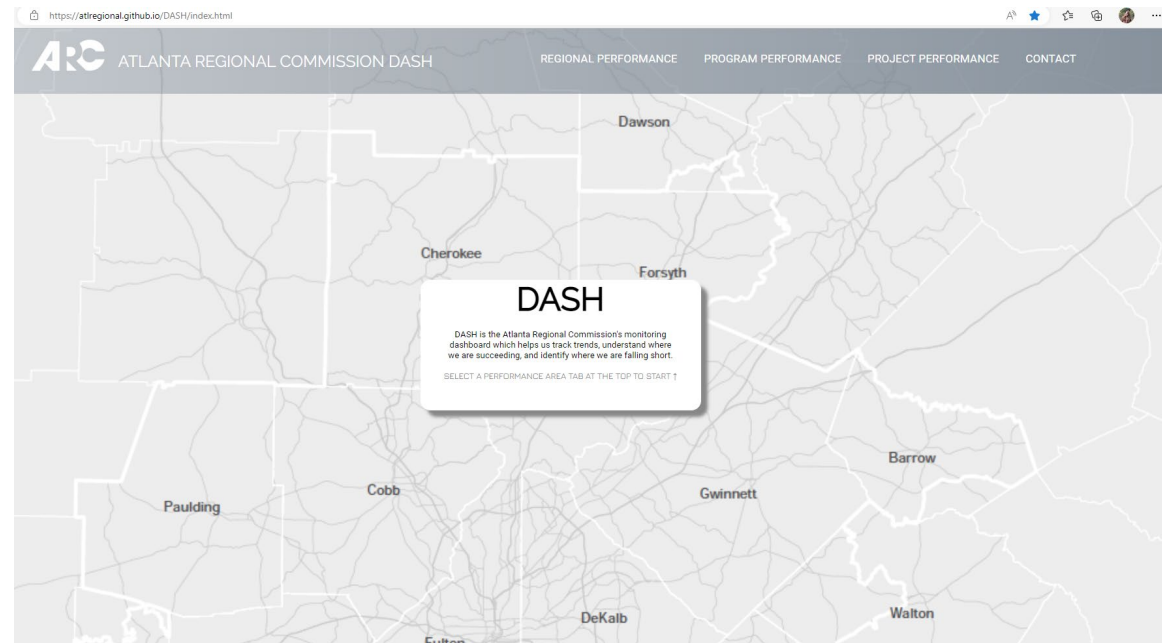 https://atlregional.github.io/DASH/index.html
ARC ATLANTA REGIONAL COMMISSION DASH
REGIONAL PERFORMANCE PROGRAM PERFORMANCE PROJECT PERFORMANCE CONTACT
Dawson
Cherokee
Forsyth
DASH
DASH is the Atlanta Regional Commission's monitoring
dashboard which helps us track trends, understand where
we are succeeding, and identify where we are falling short.
SELECT A PERFORMANCE AREA TAB AT THE TOP TO START ↑
Barrow
Cobb
Gwinnett
Paulding
DeKalb
Walton
Fulton